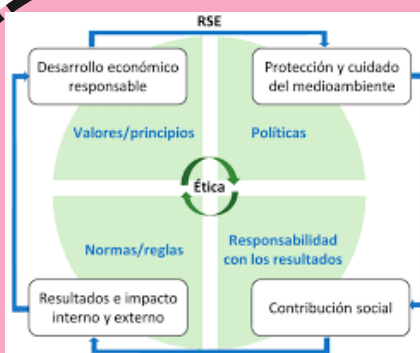 RSE
Desarrollo económico
responsable
Protección y cuidado
del medioambiente
Valores/principios
Políticas
Ética
Normas/reglas
Responsabilidad
con los resultados
Resultados e impacto
interno y externo
Contribución social